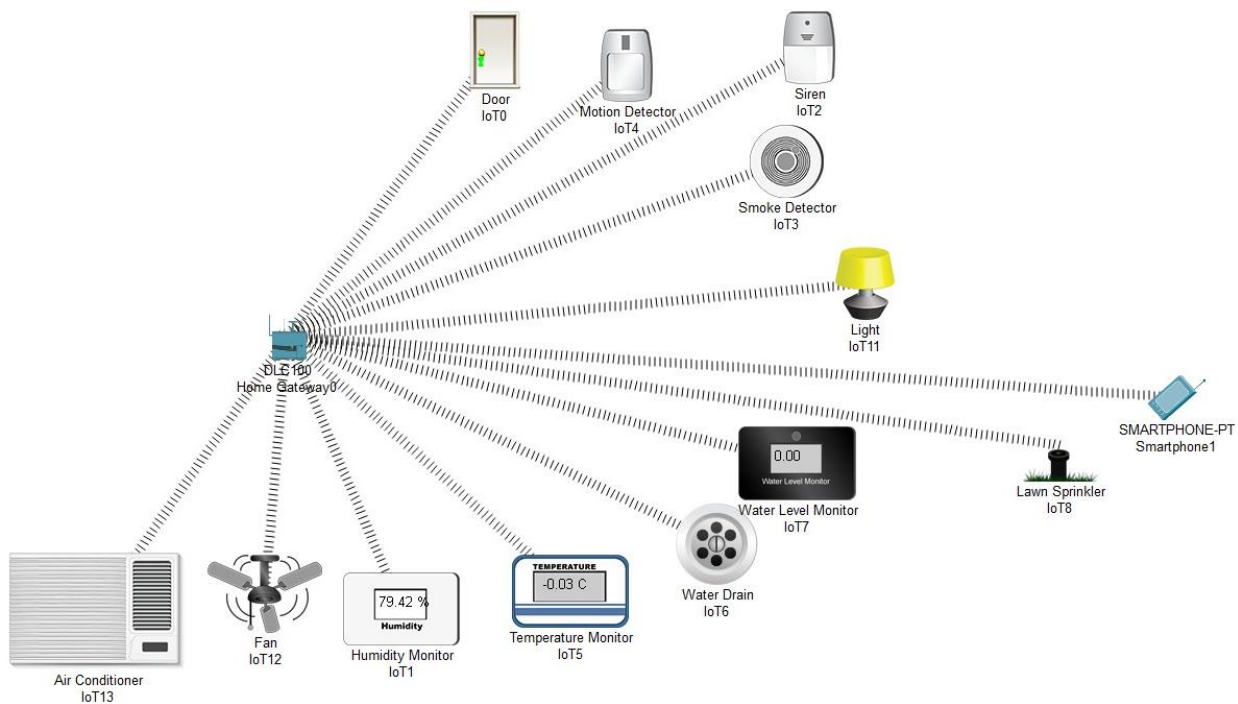 Door
IoT0
Motion Detector
IoT4
Siren
IoT2
Smoke Detector
IoT3
Light
IoT11
DLC100
Home Gateway0
SMARTPHONE-PT
Smartphone1
0.00
Water Level Monitor
Water Level Monitor
IoT7
Lawn Sprinkler
IoT8
Water Drain
IoT6
TEMPERATURE
-0.03 C
Temperature Monitor
IoT5
79.42 %
Humidity
Humidity Monitor
IoT1
Fan
IoT12
Air Conditioner
IoT13